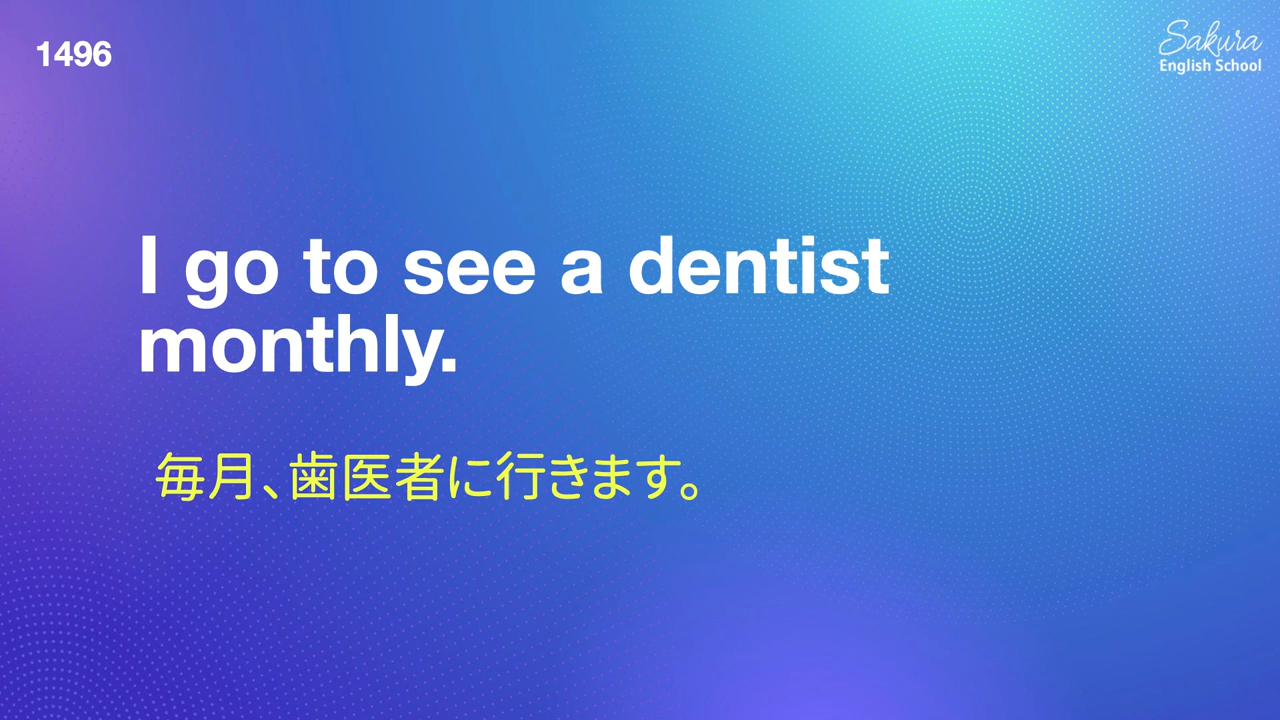 1496
Sakura
English School
I go to see a dentist
monthly.
毎月、歯医者に行きます。